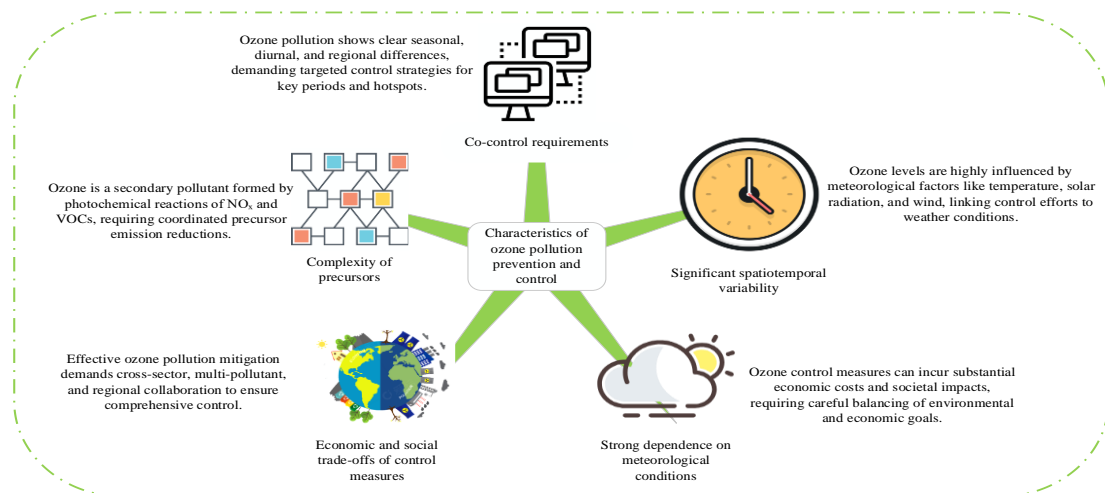 Ozone pollution shows clear seasonal,
diurnal, and regional differences,
demanding targeted control strategies for
key periods and hotspots.
Co-control requirements
Ozone is a secondary pollutant formed by
photochemical reactions of NOx and
VOCs, requiring coordinated precursor
emission reductions.
Complexity of
precursors
Characteristics of
ozone pollution
prevention and
control
Ozone levels are highly influenced by
meteorological factors like temperature, solar
radiation, and wind, linking control efforts to
weather conditions.
Significant spatiotemporal
variability
Effective ozone pollution mitigation
demands cross-sector, multi-pollutant,
and regional collaboration to ensure
comprehensive control.
Economic and social
trade-offs of control
measures
Strong dependence on
meteorological
conditions
Ozone control measures can incur substantial
economic costs and societal impacts,
requiring careful balancing of environmental
and economic goals.